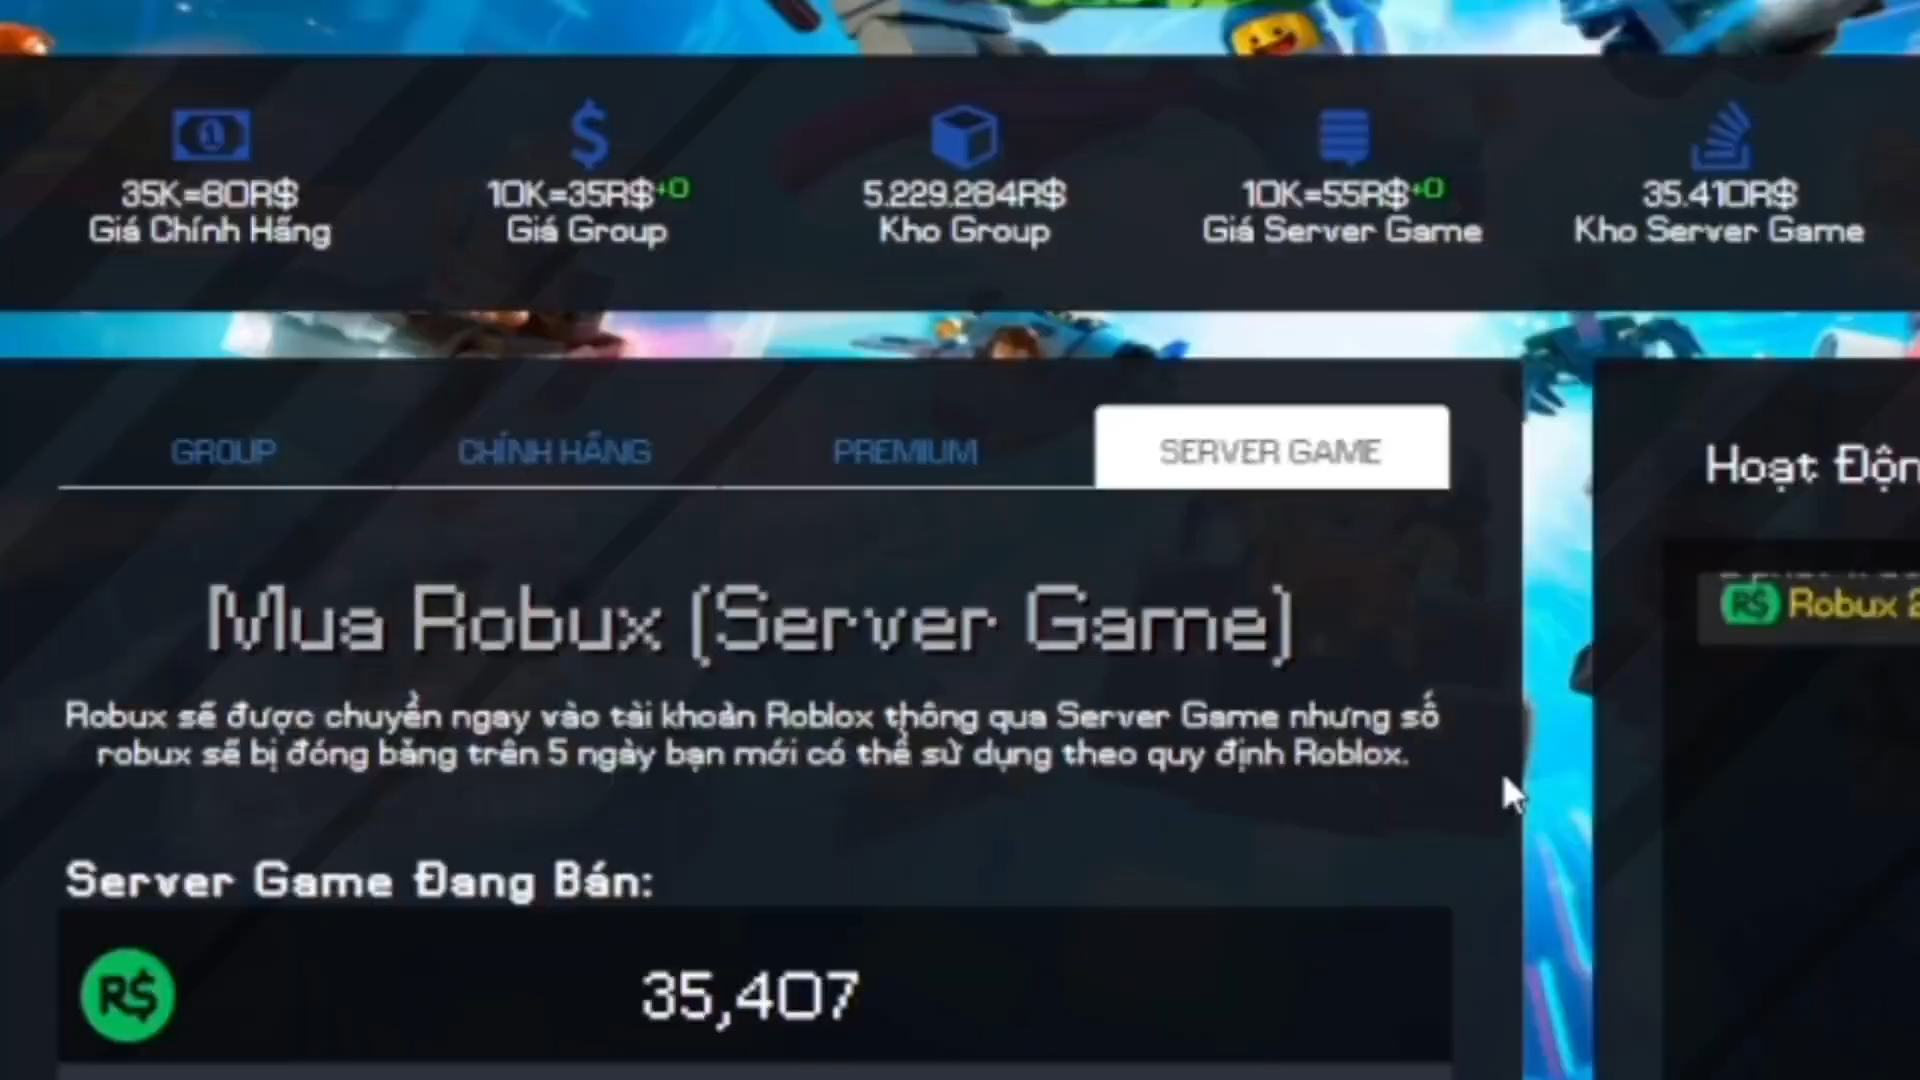 35K=80R$
Giá Chính Hãng
10K=35R$+0
Giá Group
5.229.284R$
Kho Group
10K=55R$+0
Giá Server Game
35.410R$
Kho Server Game
GROUP
CHÍNH HÃNG
PREMIUM
SERVER GAME
Mua Robux (Server Game)
Robux sẽ được chuyển ngay vào tài khoản Roblox thông qua Server Game nhưng số
robux sẽ bị đóng băng trên 5 ngày bạn mới có thể sử dụng theo quy định Roblox.
Server Game Đang Bán:
R$
35,407
Hoạt Độn
R$ Robux 2